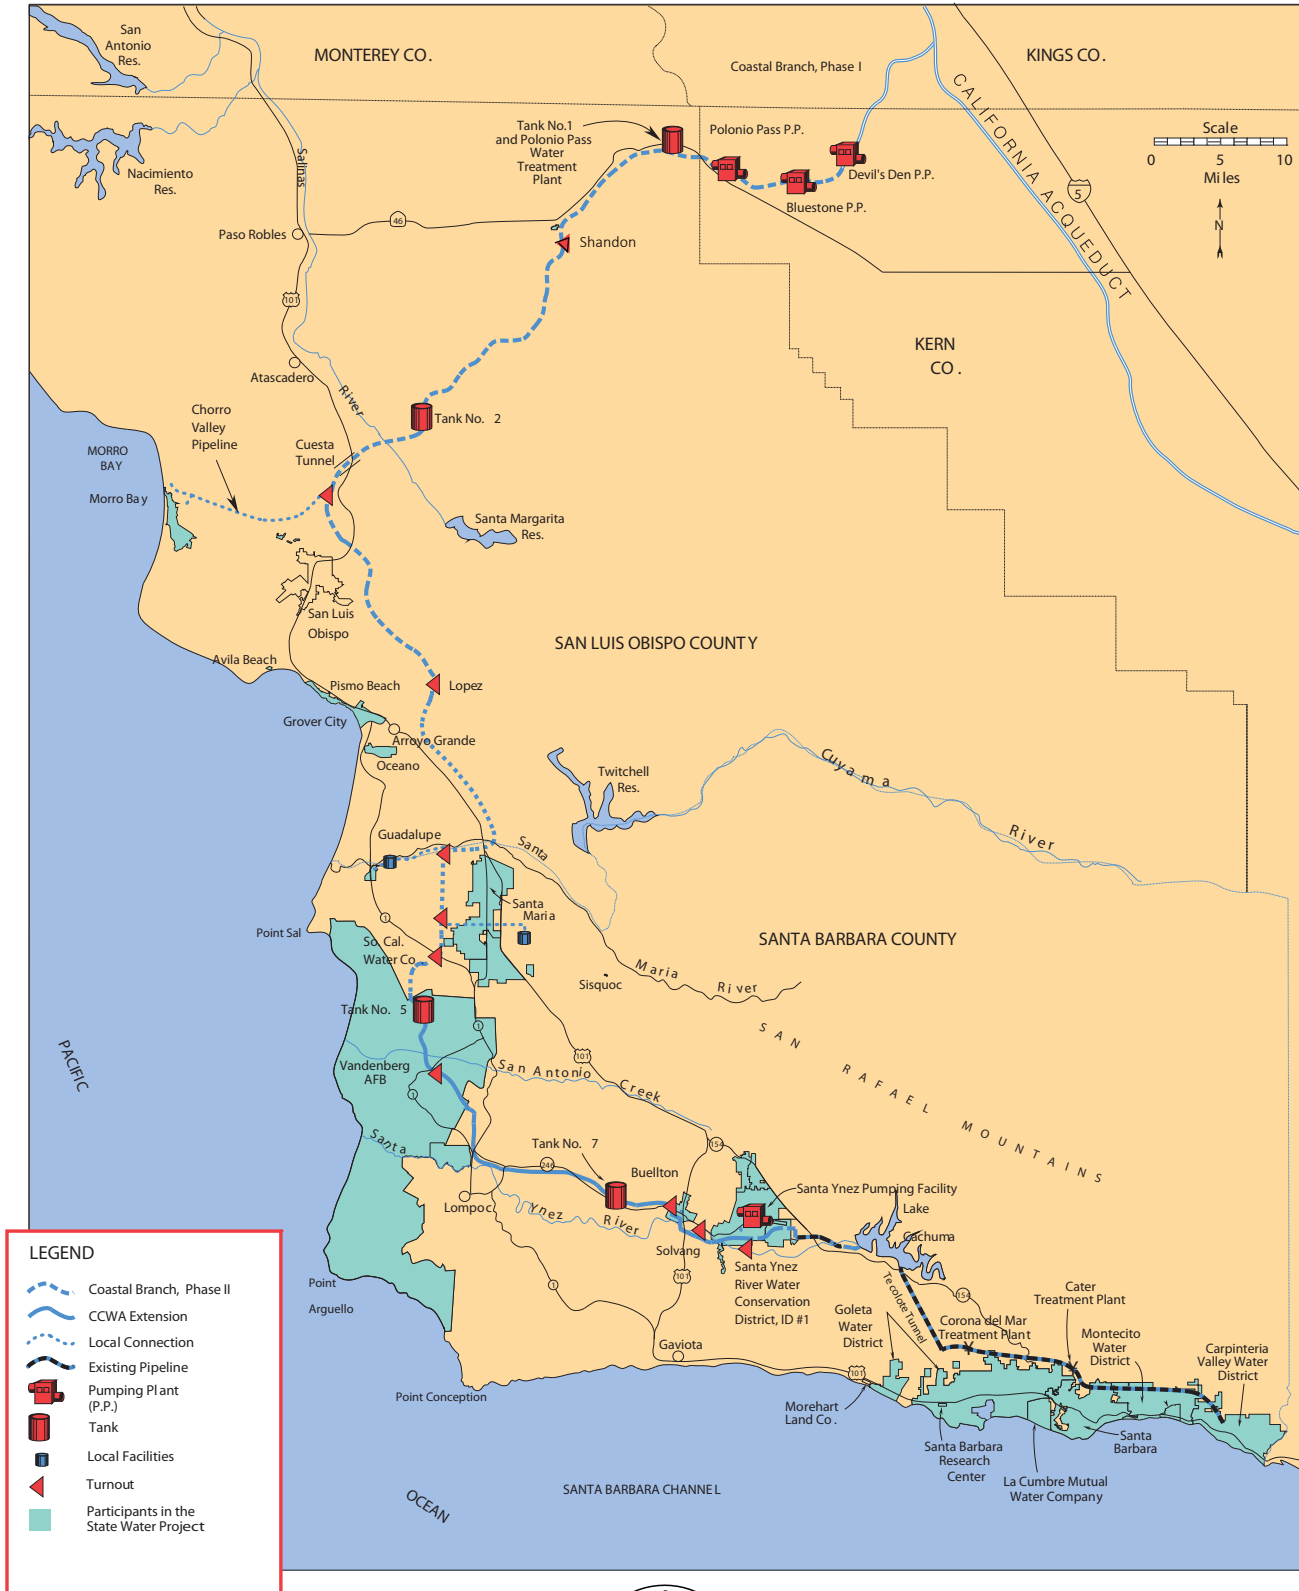 San
Antonio
Res.
MONTEREY CO.
Coastal Branch, Phase I
KINGS CO.
CALIFORNIA ACQUEDUCT
Scale
0 5 10
Miles
N
5
Tank No.1
and Polonio Pass
Water
Treatment
Plant
Polonio Pass P.P.
Devil's Den P.P.
Bluestone P.P.
Nacimiento
Res.
Salinas
Paso Robles
46
Shandon
101
KERN
CO.
Atascadero
River
Chorro
Valley
Pipeline
Tank No. 2
Cuesta
Tunnel
MORRO
BAY
Morro Bay
Santa Margarita
Res.
San Luis
Obispo
SAN LUIS OBISPO COUNTY
Avila Beach
Pismo Beach
Lopez
Grover City
Arroyo Grande
Oceano
Twitchell
Res.
Cuyama
River
Guadalupe
Santa
Santa
Maria
1
Point Sal
So. Cal.
Water Co.
SANTA BARBARA COUNTY
Maria
River
Sisquoc
Tank No. 5
1
SAN RAFAEL MOUNTAINS
PACIFIC
Vandenberg
AFB
101
San Antonio
Creek
1
Santa
Tank No. 7
154
246
Buellton
Santa Ynez Pumping Facility
Lompoc
Ynez
River
Lake
Cachuma
Solvang
Santa Ynez
River Water
Conservation
District, ID #1
101
1
Tecolote Tunnel
154
Point
Arguello
Goleta
Water
District
Corona del Mar
Treatment Plant
Cater
Treatment Plant
Montecito
Water
District
Carpinteria
Valley Water
District
Gaviota
101
Point Conception
Morehart
Land Co.
Santa Barbara
Research
Center
Santa
Barbara
La Cumbre Mutual
Water Company
SANTA BARBARA CHANNEL
OCEAN
LEGEND
Coastal Branch, Phase II
CCWA Extension
Local Connection
Existing Pipeline
Pumping Plant
(P.P.)
Tank
Local Facilities
Turnout
Participants in the
State Water Project